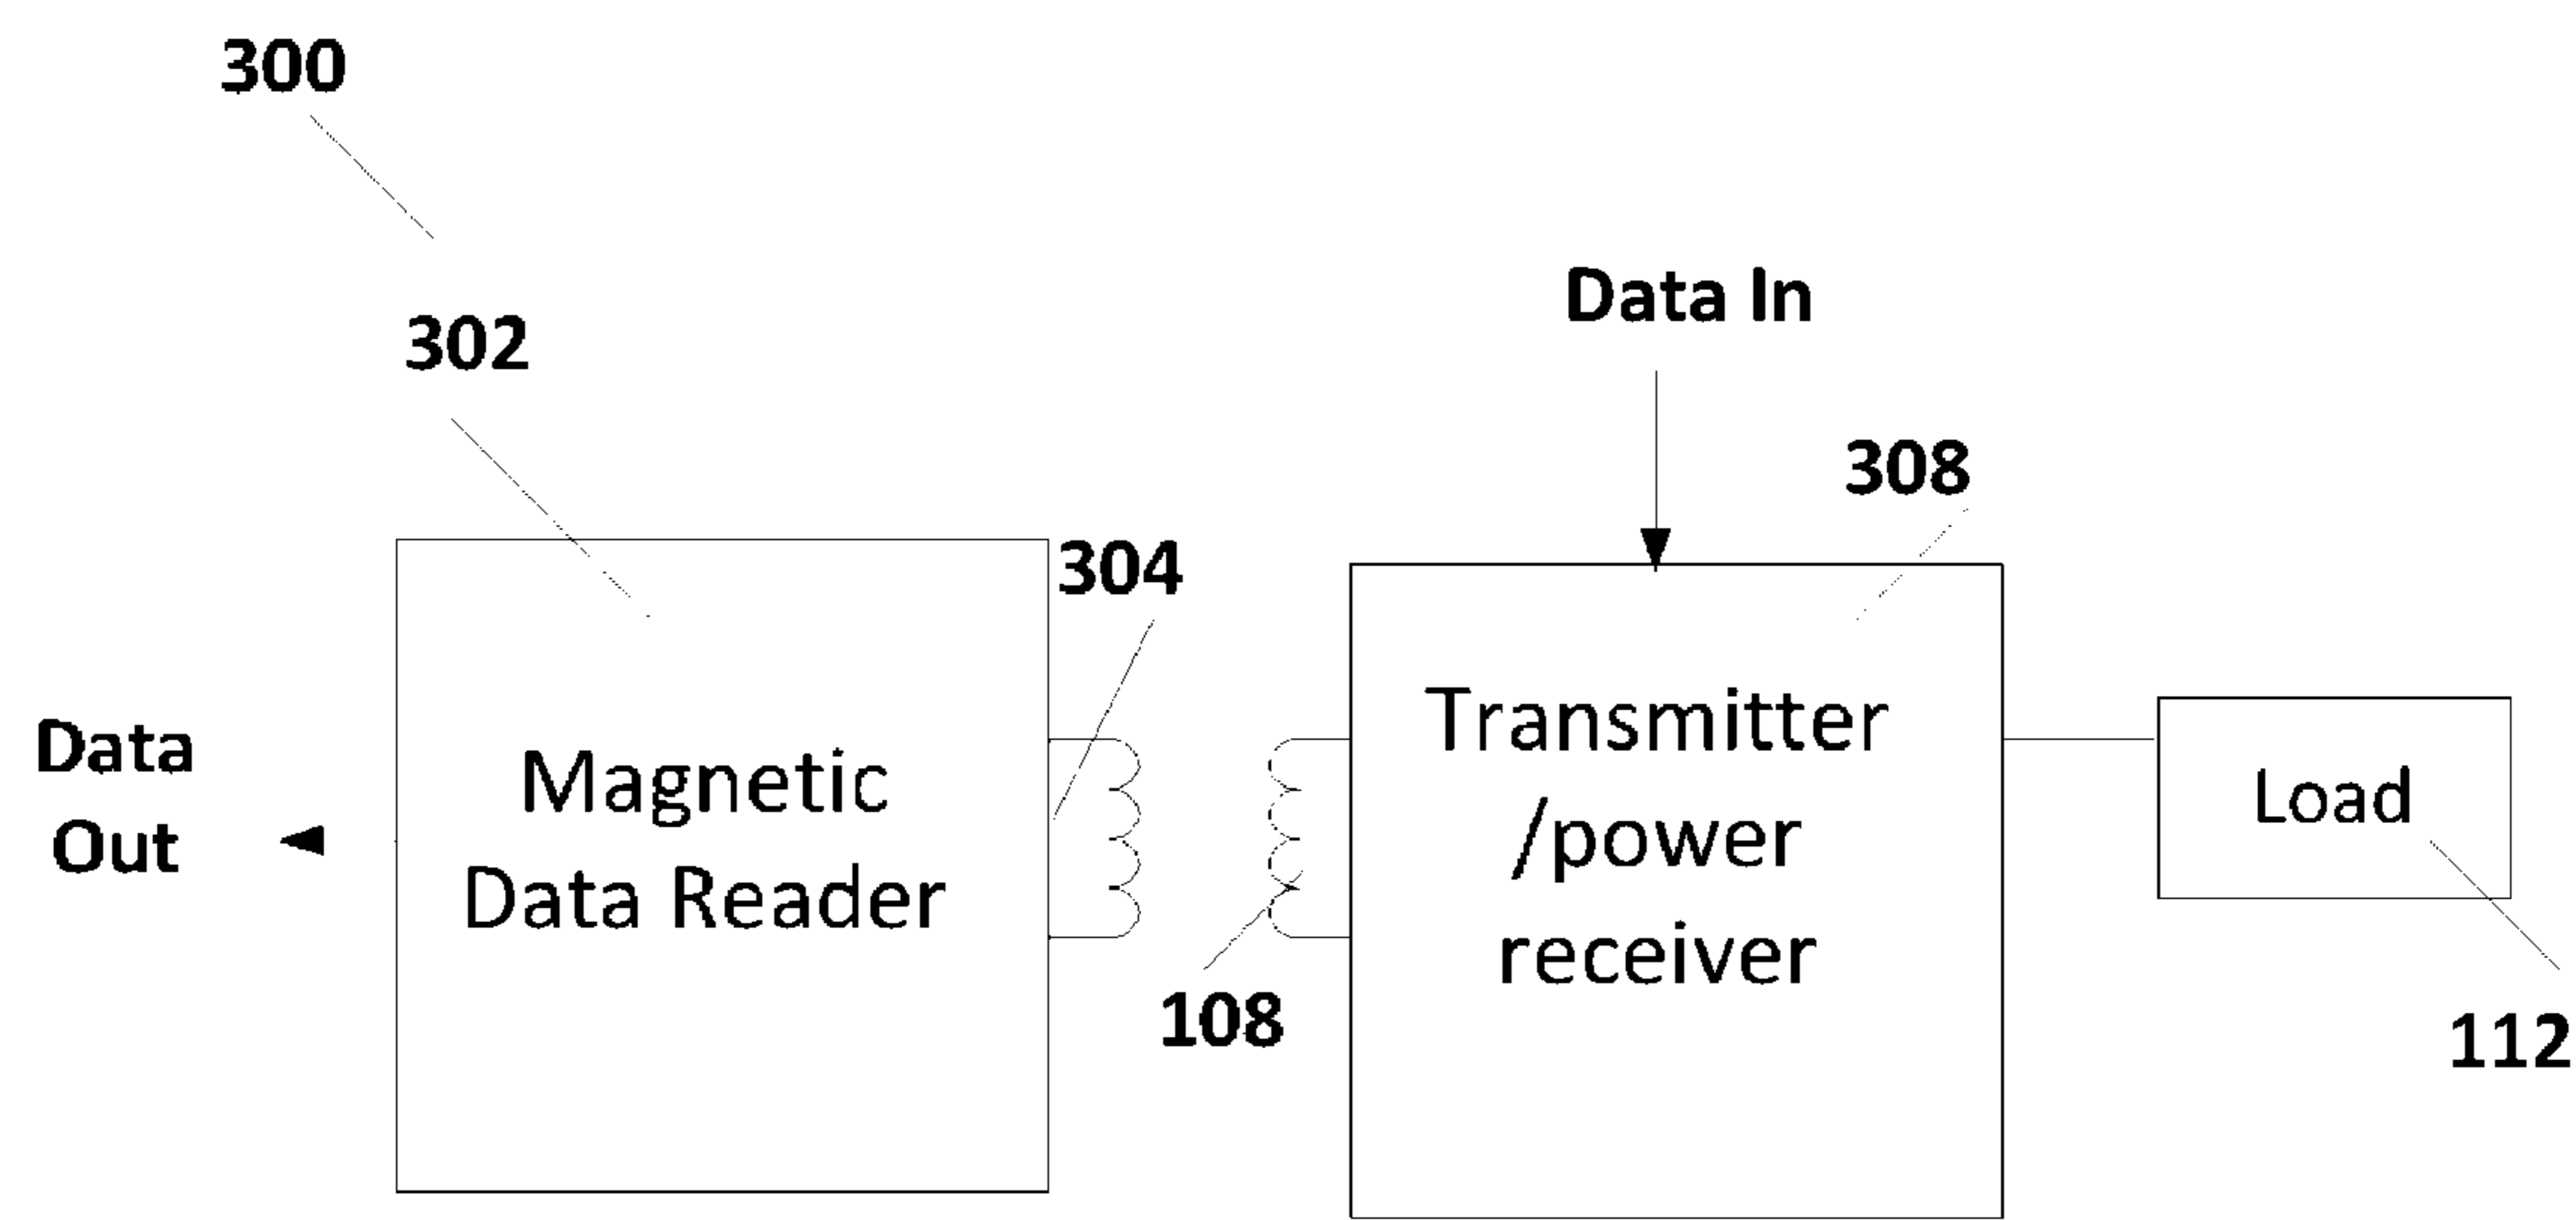 300
302
Data In
308
304
Data
Out
Magnetic
Data Reader
Transmitter
/power
receiver
Load
108
112